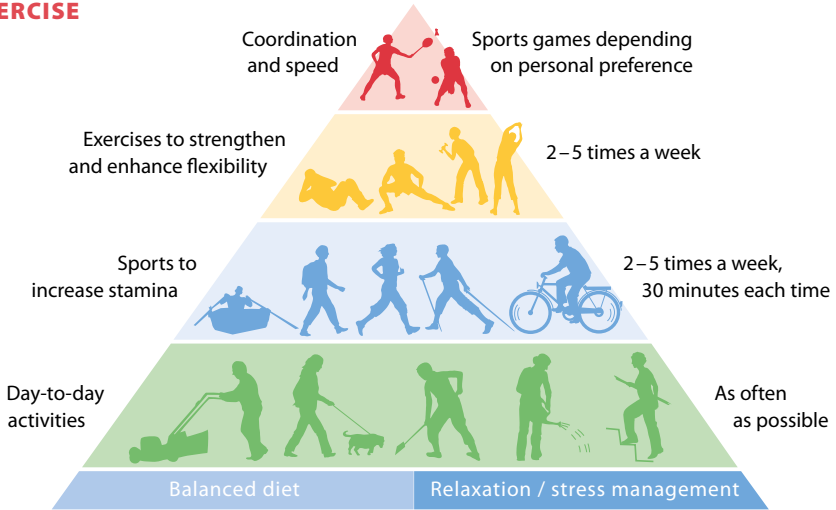 ERCISE
Coordination
and speed
Sports games depending
on personal preference
Exercises to strengthen
and enhance flexibility
2–5 times a week
Sports to
increase stamina
2–5 times a week,
30 minutes each time
Day-to-day
activities
As often
as possible
Balanced diet
Relaxation / stress management